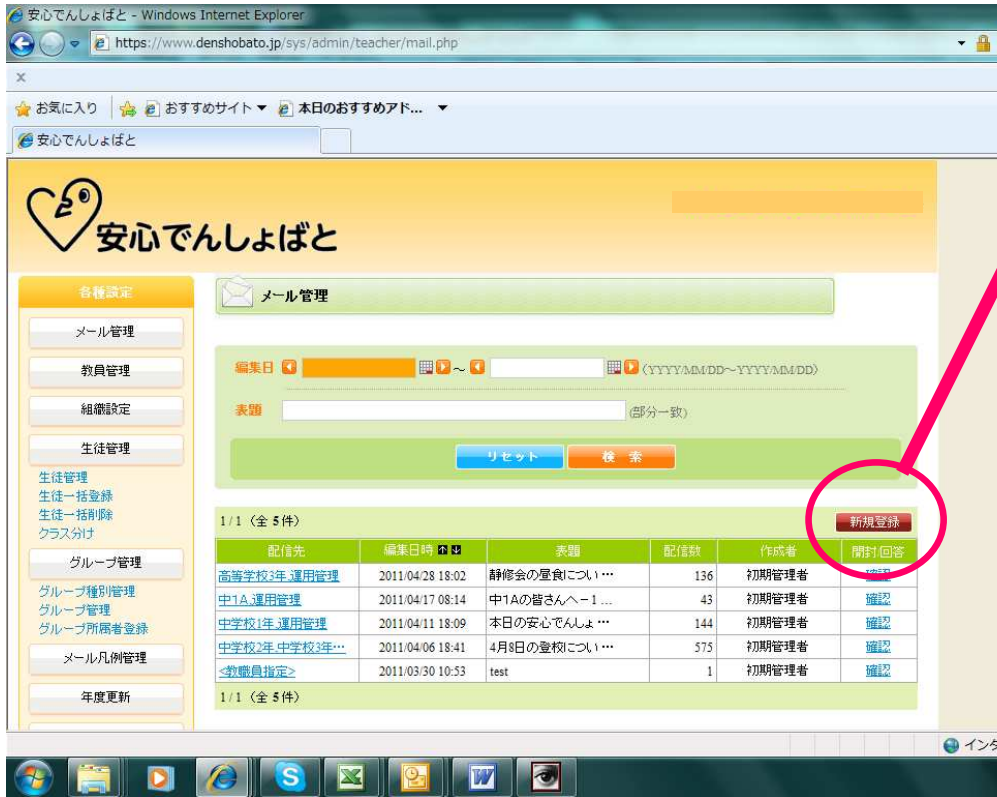 安心でんしょばと - Windows Internet Explorer
https://www.denshobato.jp/sys/admin/teacher/mail.php
x
お気に入り おすすめサイト ▼ 本日のおすすめアド... ▼
安心でんしょばと
安心でんしょばと
各種設定
メール管理
教員管理
組織設定
生徒管理
生徒管理
生徒一括登録
生徒一括削除
クラス分け
グループ管理
グループ種別管理
グループ管理
グループ所属者登録
メール凡例管理
年度更新
メール管理
編集日 ～ (YYYY/MM/DD～YYYY/MM/DD)
表題 (部分一致)
リセット 検 索
1/1 (全 5件) 新規登録
配信先 編集日時 表題 配信数 作成者 開封/回答
高等学校3年,運用管理 2011/04/28 18:02 静修会の昼食につい… 136 初期管理者 確認
中1A,運用管理 2011/04/17 08:14 中1Aの皆さんへ－1... 43 初期管理者 確認
中学校1年,運用管理 2011/04/11 18:09 本日の安心でんしょ… 144 初期管理者 確認
中学校2年,中学校3年… 2011/04/06 18:41 4月8日の登校につい… 575 初期管理者 確認
<教職員指定> 2011/03/30 10:53 test 1 初期管理者 確認
1/1 (全 5件)
インタ